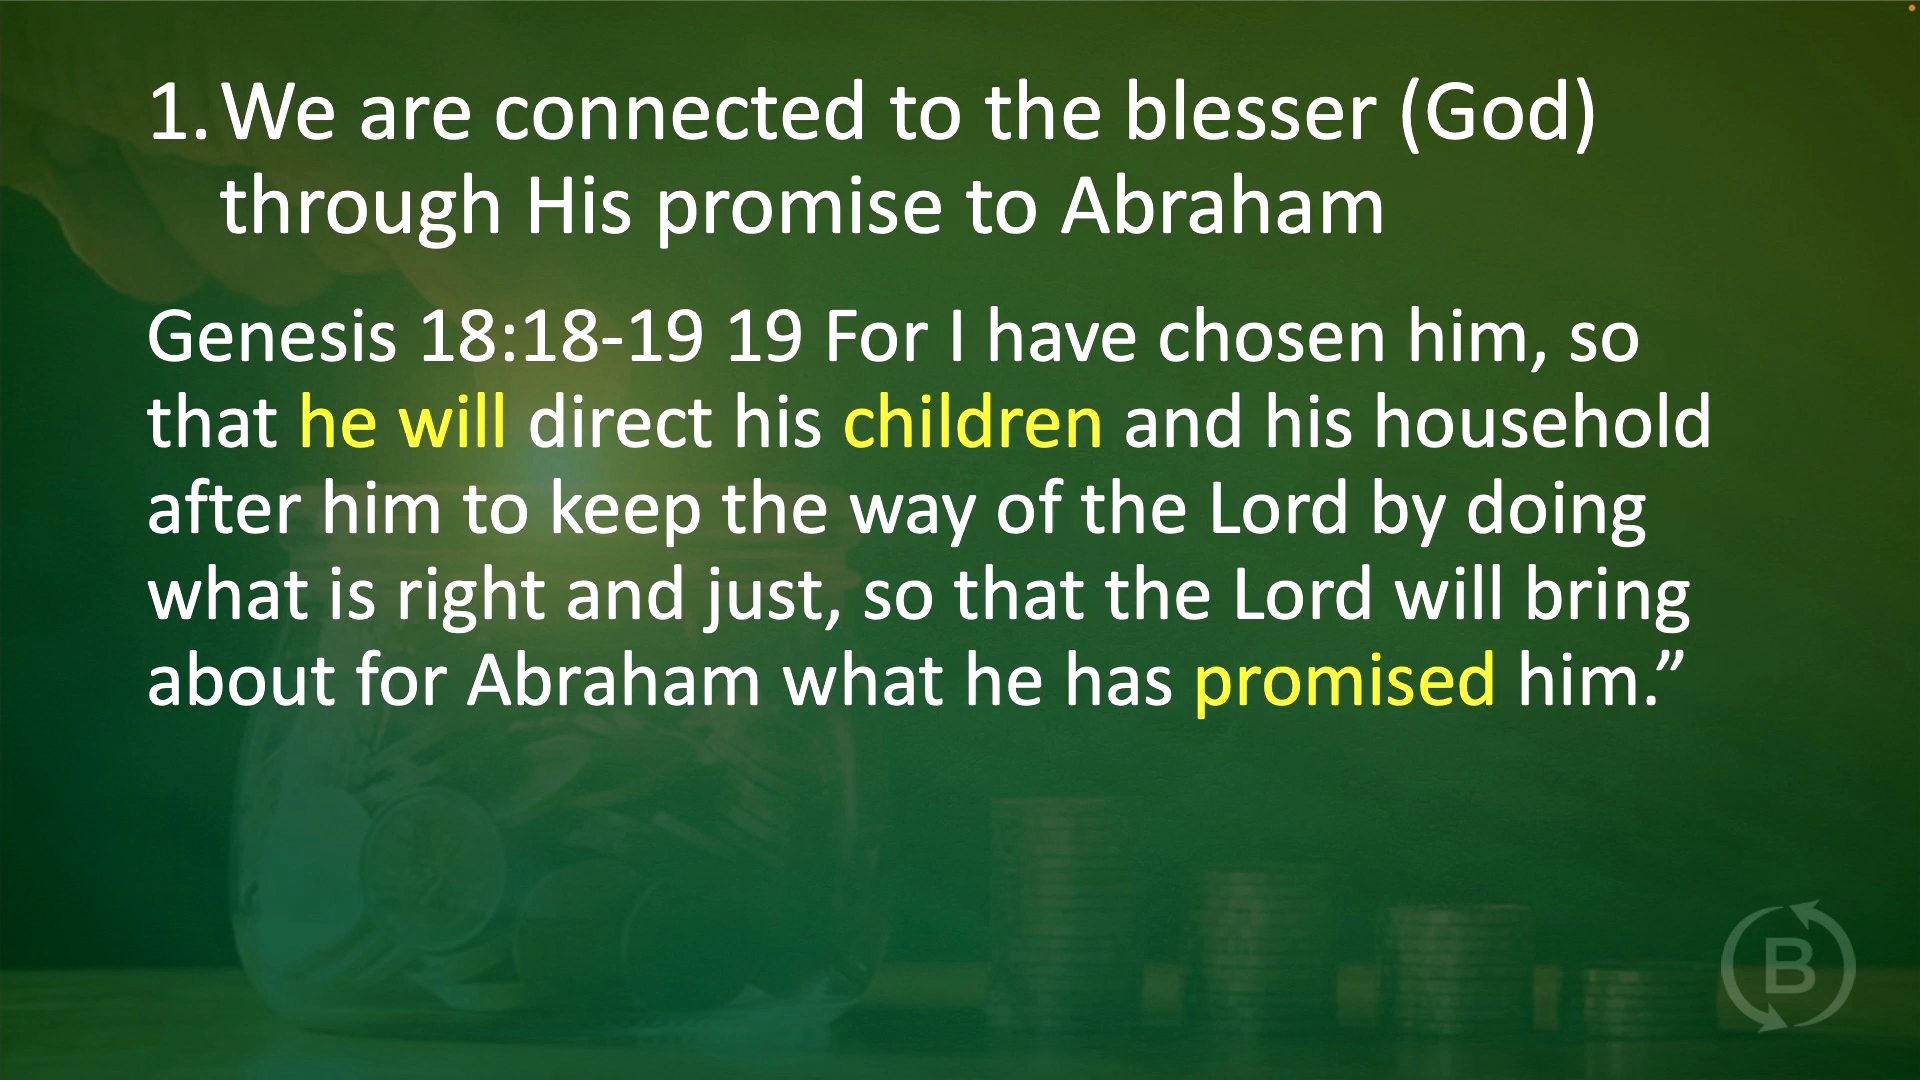 1. We are connected to the blesser (God)
through His promise to Abraham
Genesis 18:18-19 19 For I have chosen him, so
that he will direct his children and his household
after him to keep the way of the Lord by doing
what is right and just, so that the Lord will bring
about for Abraham what he has promised him.”
B